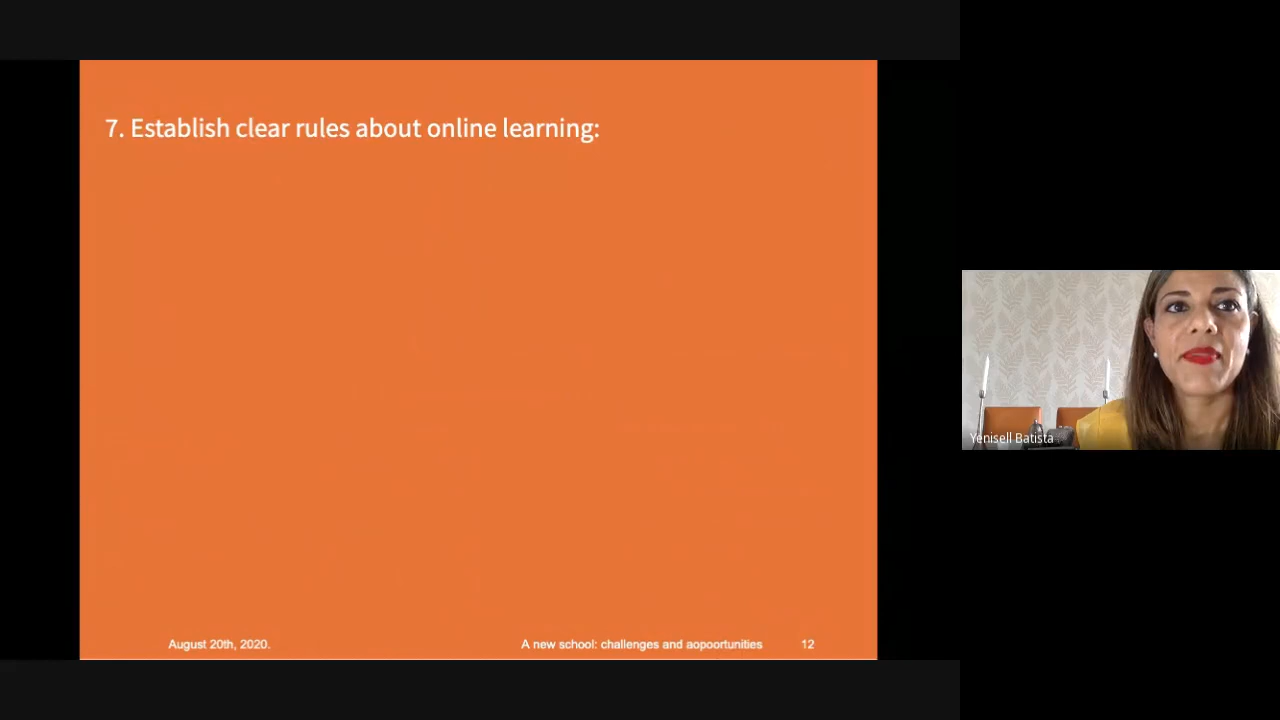 7. Establish clear rules about online learning:
August 20th, 2020.
A new school: challenges and aopoortunities
12
Yenisell Batista